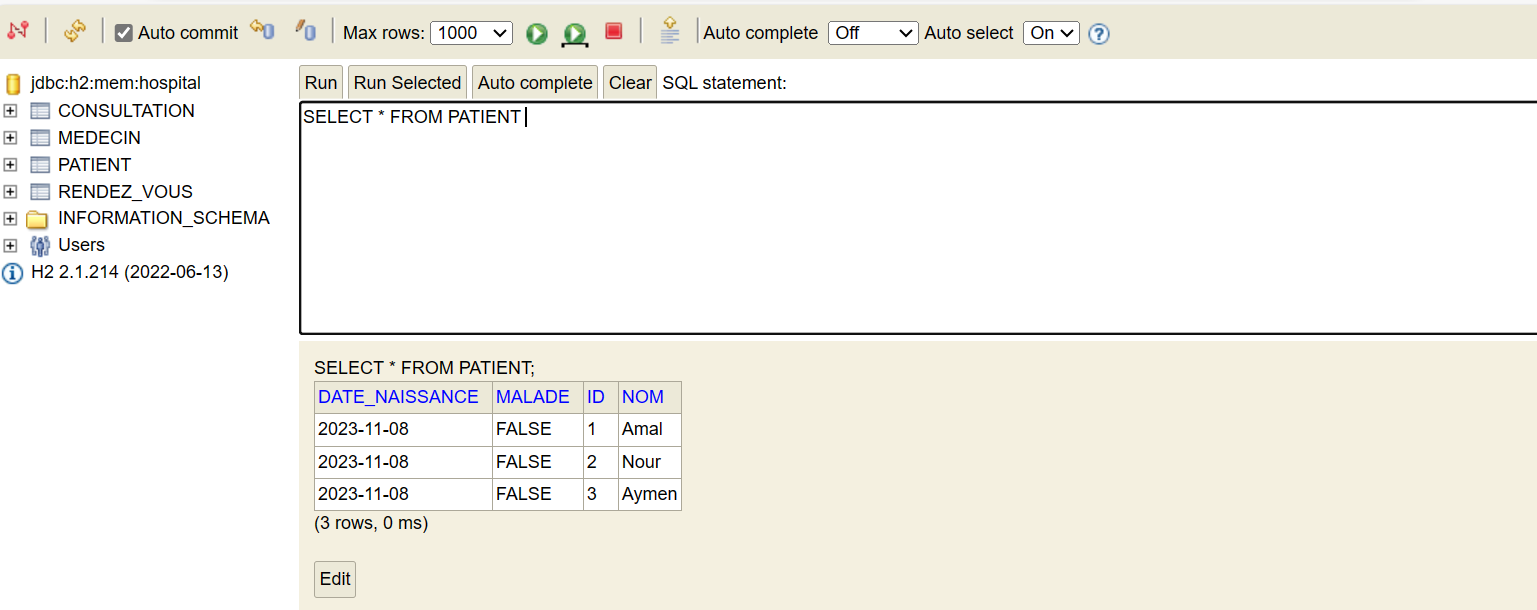 Auto commit Max rows: 1000 Auto complete Off Auto select On
jdbc:h2:mem:hospital
CONSULTATION
MEDECIN
PATIENT
RENDEZ_VOUS
INFORMATION_SCHEMA
Users
H2 2.1.214 (2022-06-13)
Run Run Selected Auto complete Clear SQL statement:
SELECT * FROM PATIENT
SELECT * FROM PATIENT;
DATE_NAISSANCE MALADE ID NOM
2023-11-08 FALSE 1 Amal
2023-11-08 FALSE 2 Nour
2023-11-08 FALSE 3 Aymen
(3 rows, 0 ms)
Edit